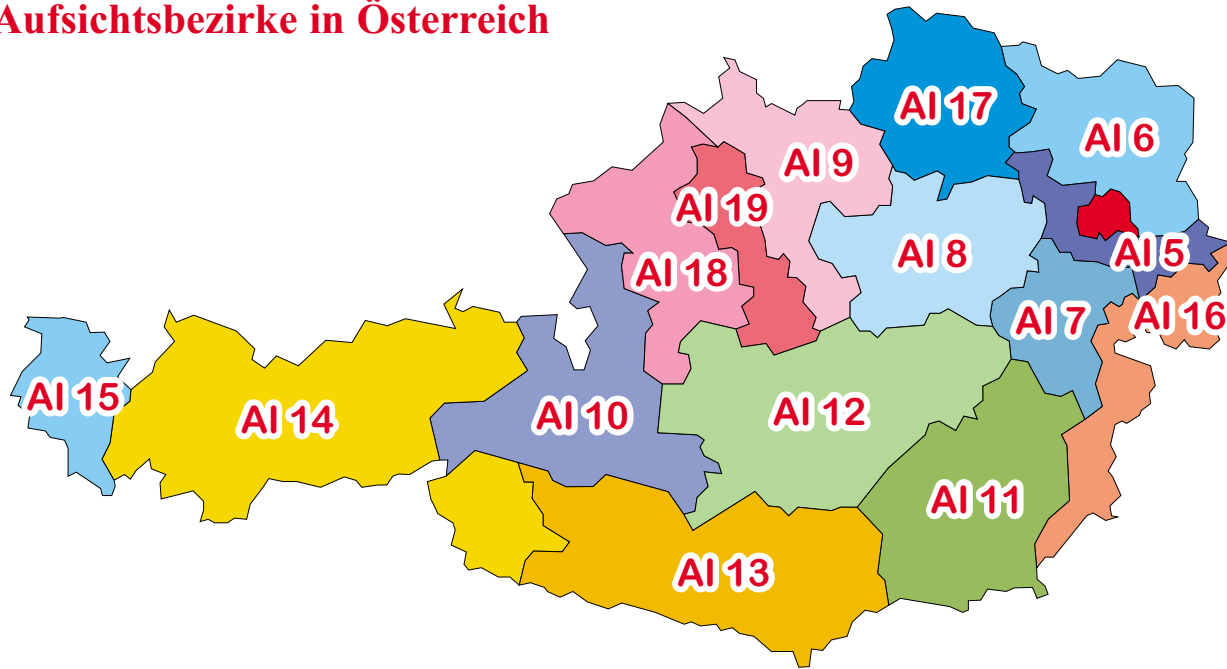 Aufsichtsbezirke in Österreich
AI 17
AI 6
AI 9
AI 19
AI 8
AI 5
AI 18
AI 7
AI 16
AI 15
AI 14
AI 10
AI 12
AI 11
AI 13